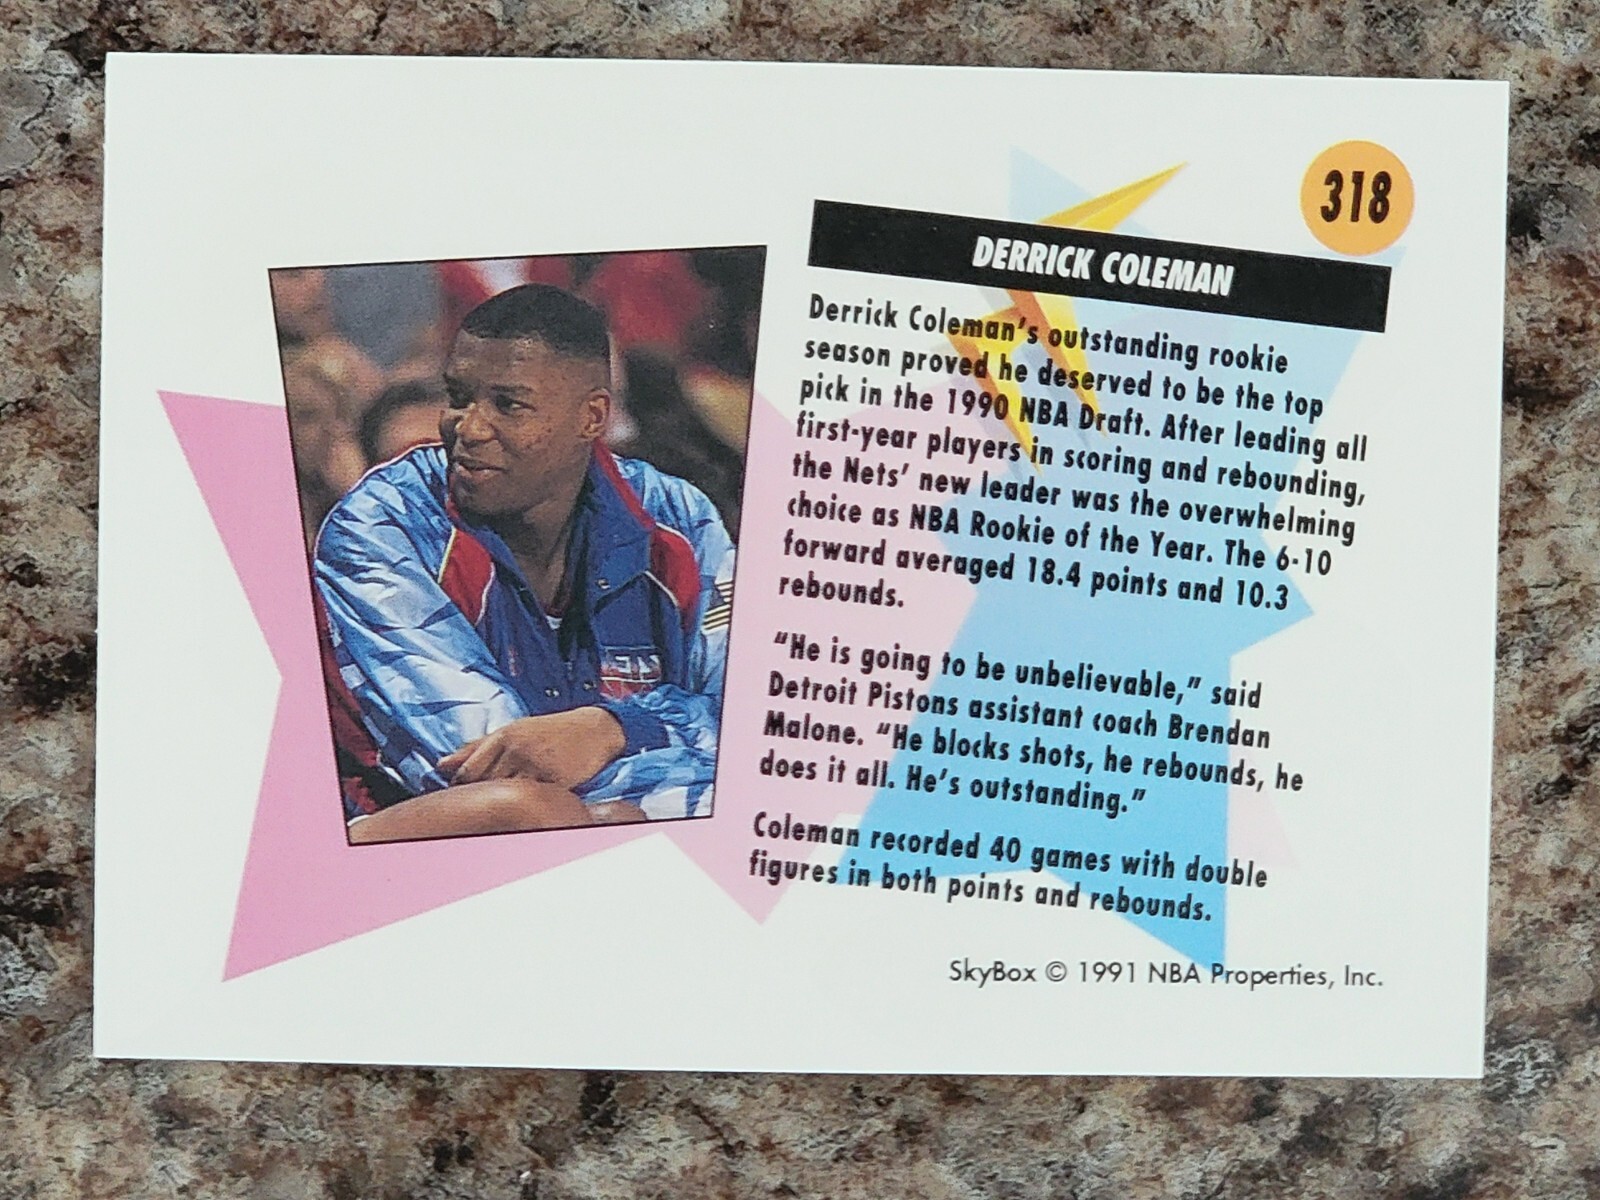 318
DERRICK COLEMAN
Derrick Coleman's outstanding rookie
season proved he deserved to be the top
pick in the 1990 NBA Draft. After leading all
first-year players in scoring and rebounding,
the Nets' new leader was the overwhelming
choice as NBA Rookie of the Year. The 6-10
forward averaged 18.4 points and 10.3
rebounds.
“He is going to be unbelievable,” said
Detroit Pistons assistant coach Brendan
Malone. “He blocks shots, he rebounds, he
does it all. He's outstanding.”
Coleman recorded 40 games with double
figures in both points and rebounds.
SkyBox © 1991 NBA Properties, Inc.